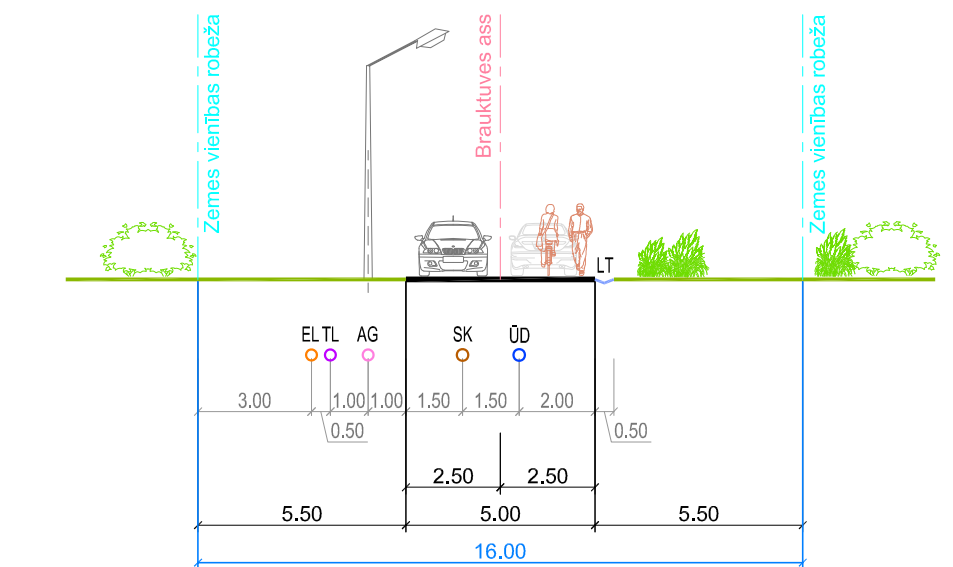 Zemes vienības robeža
Brauktuves ass
Zemes vienības robeža
LT
EL TL AG SK ŪD
3.00 1.00 1.00 1.50 1.50 2.00
0.50 0.50
2.50 2.50
5.50 5.00 5.50
16.00